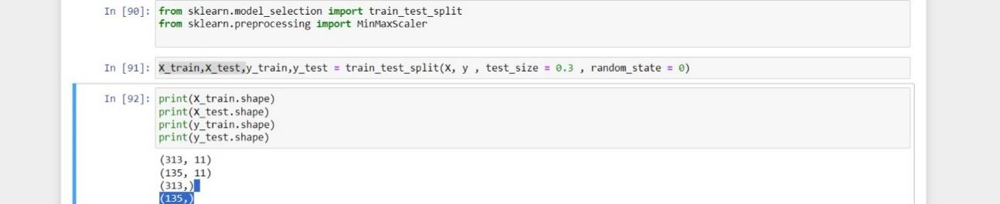 In [90]: from sklearn.model_selection import train_test_split
from sklearn.preprocessing import MinMaxScaler
In [91]: X_train,X_test,y_train,y_test = train_test_split(X, y , test_size = 0.3 , random_state = 0)
In [92]: print(X_train.shape)
print(X_test.shape)
print(y_train.shape)
print(y_test.shape)
(313, 11)
(135, 11)
(313,)
(135,)